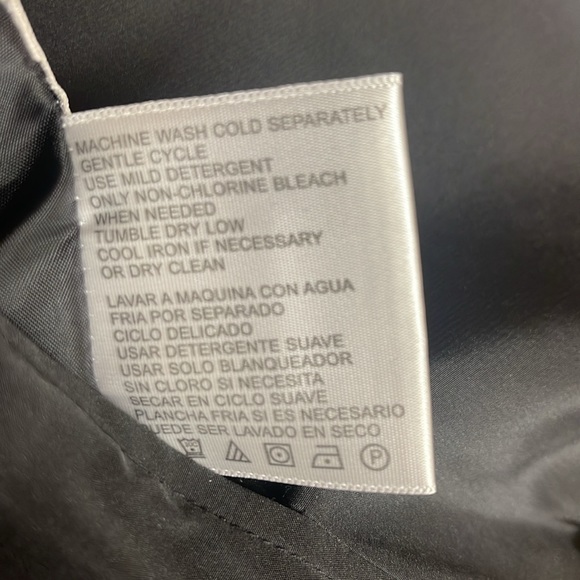 MACHINE WASH COLD SEPARATELY
GENTLE CYCLE
USE MILD DETERGENT
ONLY NON-CHLORINE BLEACH
WHEN NEEDED
TUMBLE DRY LOW
COOL IRON IF NECESSARY
OR DRY CLEAN
LAVAR A MAQUINA CON AGUA
FRIA POR SEPARADO
CICLO DELICADO
USAR DETERGENTE SUAVE
USAR SOLO BLANQUEADOR
SIN CLORO SI NECESITA
SECAR EN CICLO SUAVE
PLANCHA FRIA SI ES NECESARIO
PUEDE SER LAVADO EN SECO
P